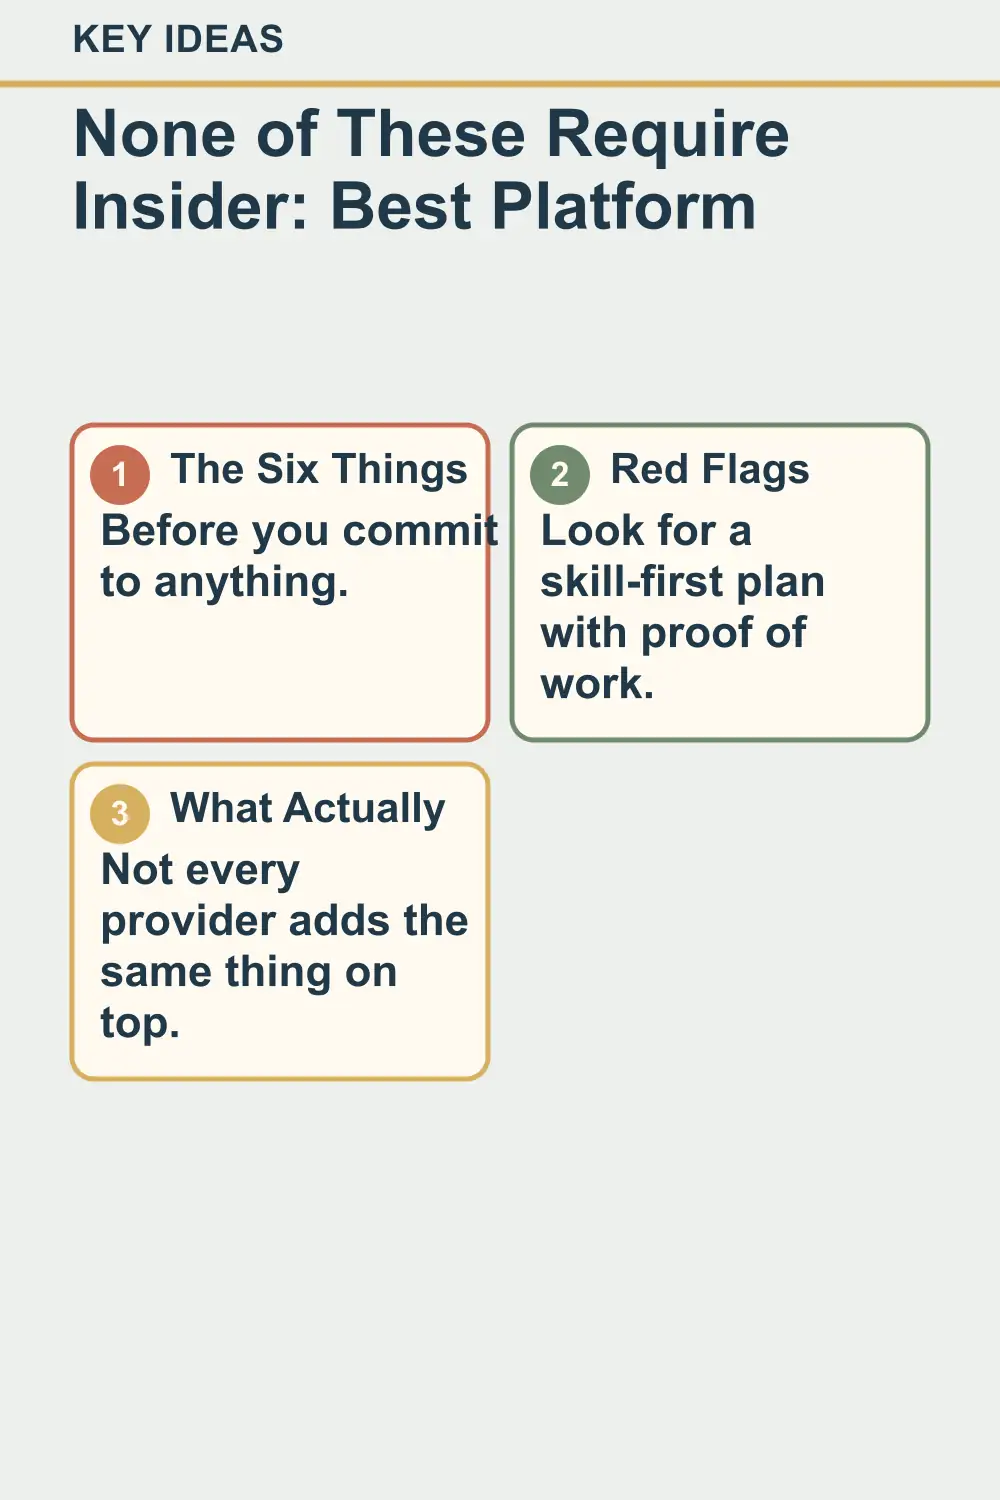 KEY IDEAS
None of These Require
Insider: Best Platform
1 The Six Things
Before you commit
to anything.
2 Red Flags
Look for a
skill-first plan
with proof of
work.
3 What Actually
Not every
provider adds the
same thing on
top.